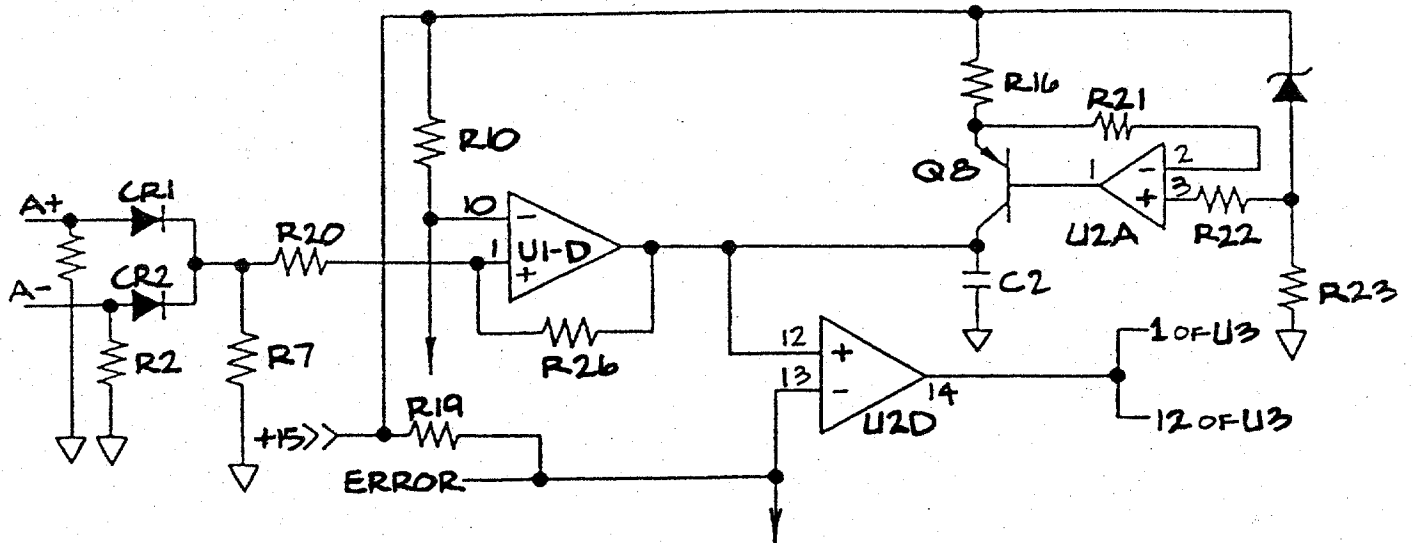 R16
R21
R10
Q8
1
2
3
- 
+
U2A
R22
A+
CR1
10
-
R20
1
U1-D
+
A-
CR2
C2
R23
R2
R7
R26
12
+
13
-
14
U2D
1 OF U3
12 OF U3
R19
+15
ERROR